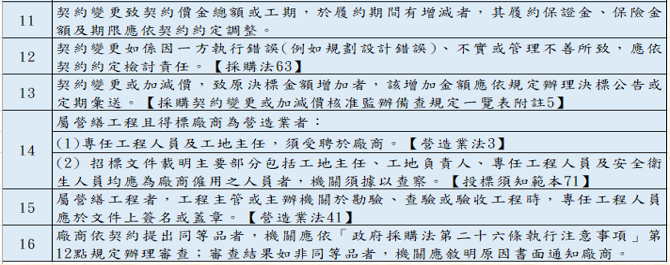 11 契約變更致契約價金總額或工期，於履約期間有增減者，其履約保證金、保險金
額及期限應依契約約定調整。
12 契約變更如係因一方執行錯誤(例如規劃設計錯誤)、不實或管理不善所致，應依
契約約定檢討責任。【採購法63】
13 契約變更或加減價，致原決標金額增加者，該增加金額應依規定辦理決標公告或
定期彙送。【採購契約變更或加減價核准監辦備查規定一覽表附註5】
14 屬營繕工程且得標廠商為營造業者：
(1)專任工程人員及工地主任，須受聘於廠商。【營造業法3】
(2) 招標文件載明主要部分包括工地主任、工地負責人、專任工程人員及安全衛
生人員均應為廠商僱用之人員者，機關須據以查察。【投標須知範本71】
15 屬營繕工程者，工程主管或主辦機關於勘驗、查驗或驗收工程時，專任工程人員
應於文件上簽名或蓋章。【營造業法41】
16 廠商依契約提出同等品者，機關應依「政府採購法第二十六條執行注意事項」第
12點規定辦理審查；審查結果如非同等品者，機關應敘明原因書面通知廠商。